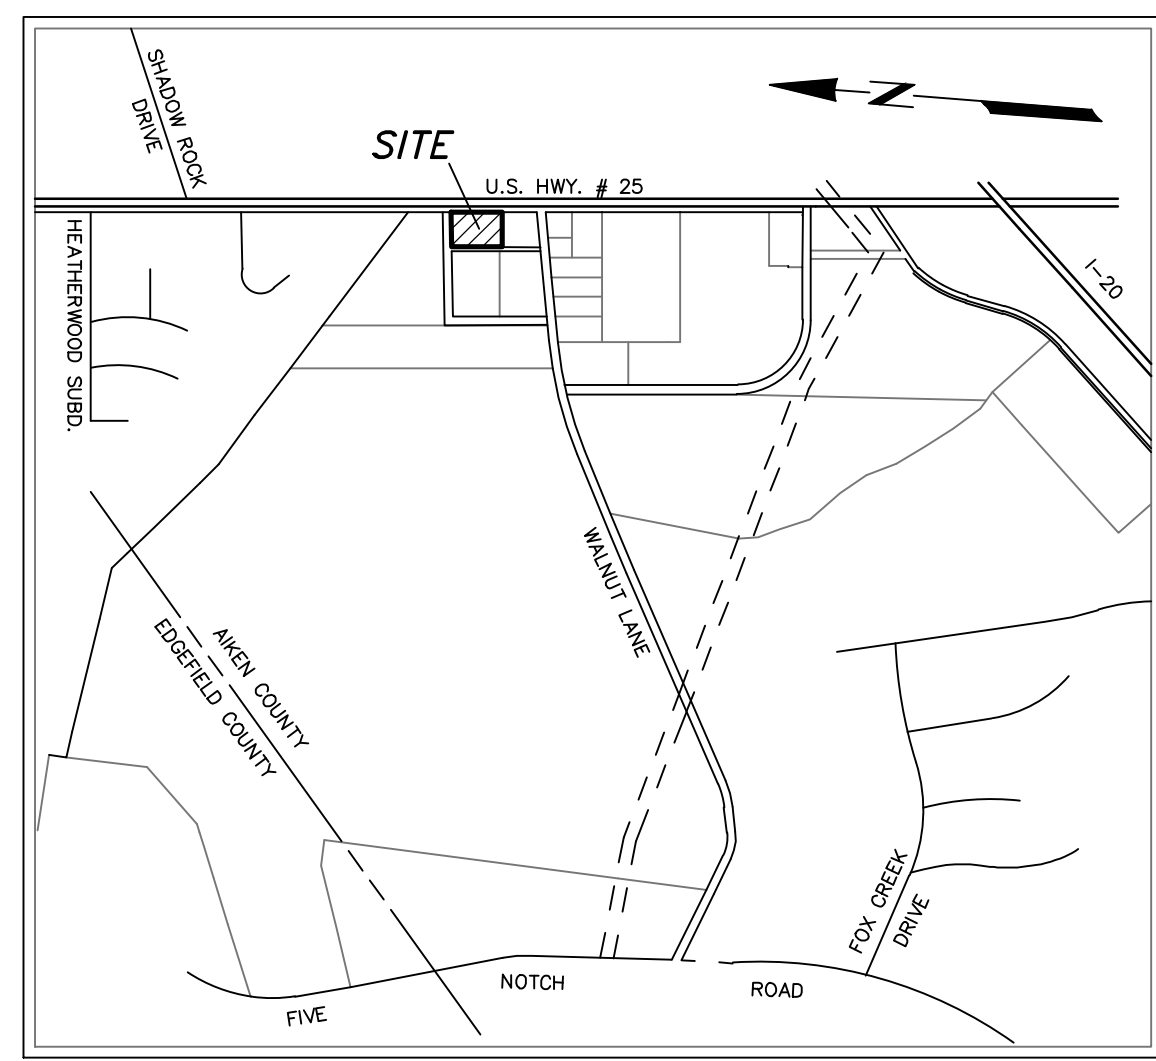 SHADOW ROCK
DRIVE
N
SITE
U.S. HWY. # 25
I-20
HEATHERWOOD SUBD.
WALNUT LANE
AIKEN COUNTY
EDGEFIELD COUNTY
FOX CREEK
DRIVE
FIVE NOTCH ROAD